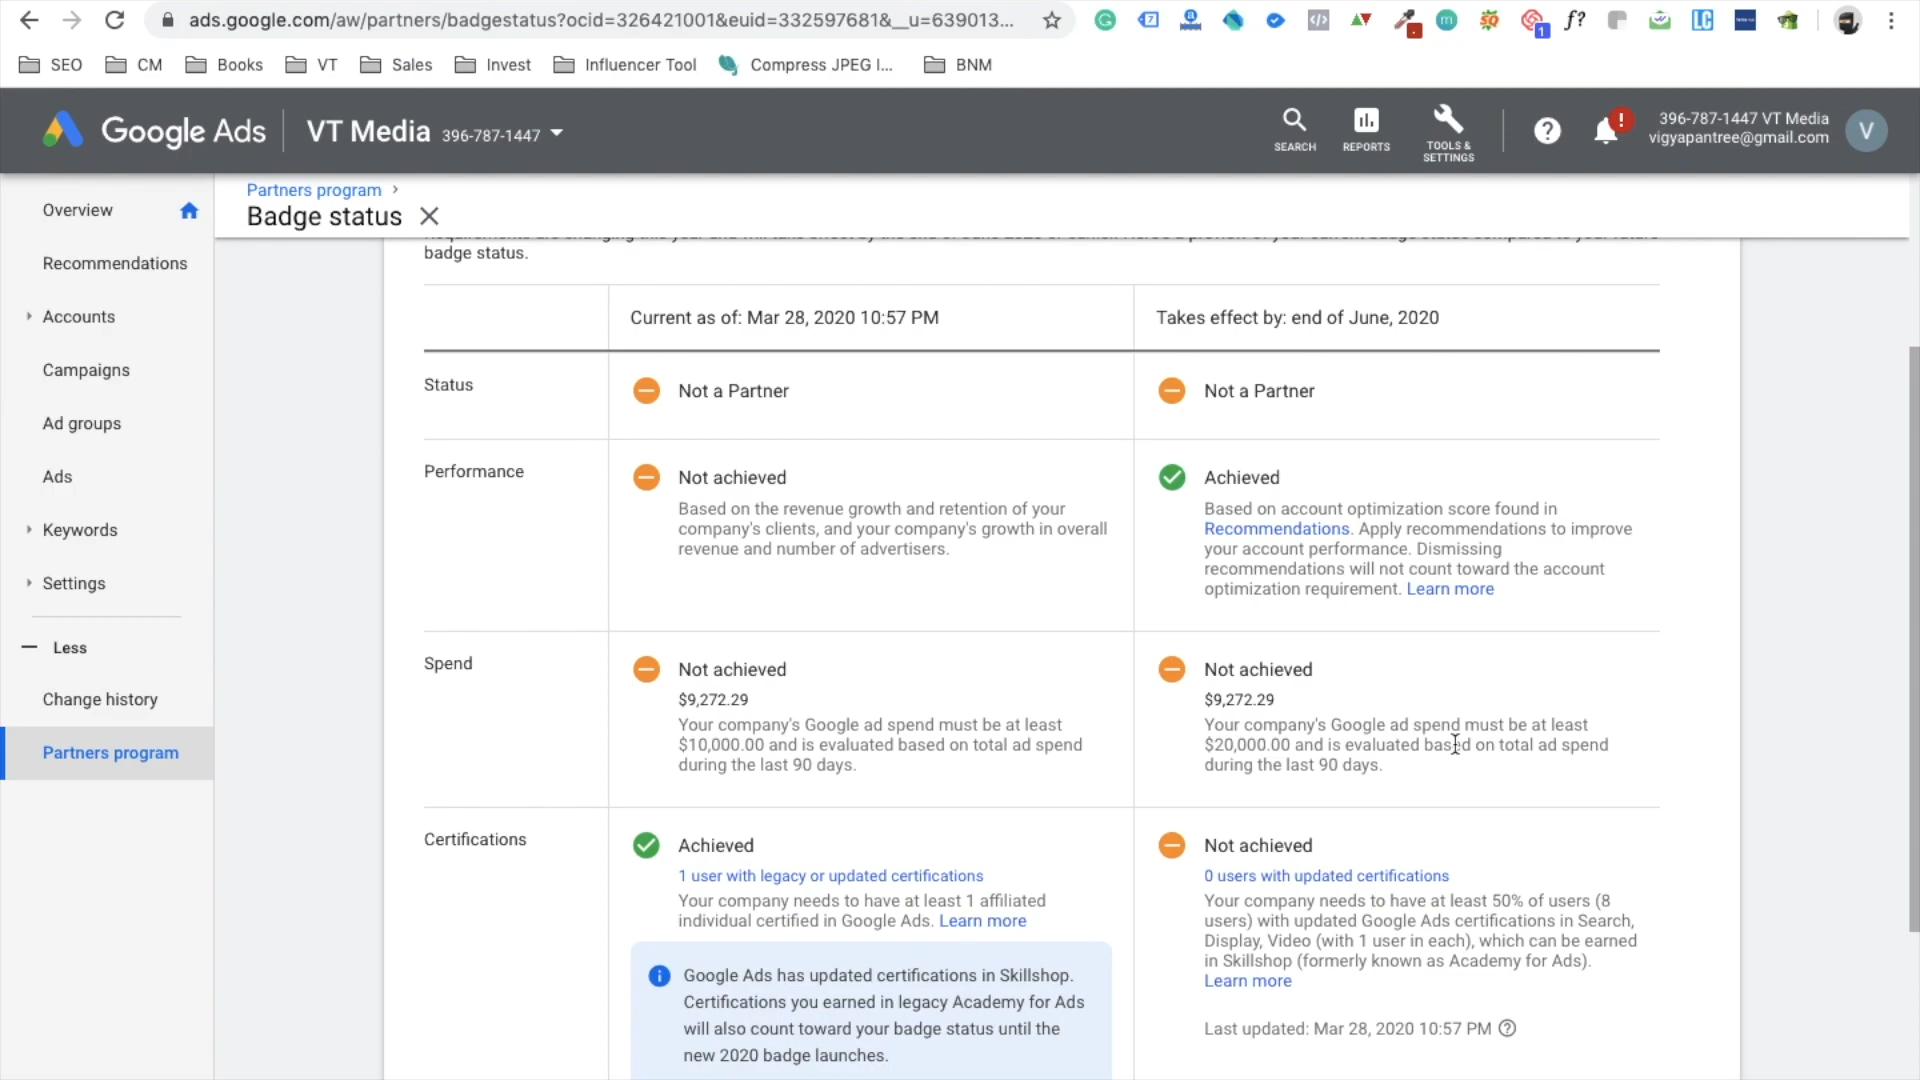 ads.google.com/aw/partners/badgestatus?ocid=326421001&euid=332597681&__u=639013...
SEO
CM
Books
VT
Sales
Invest
Influencer Tool
Compress JPEG I...
BNM
Google Ads
VT Media 396-787-1447
SEARCH
REPORTS
TOOLS &
SETTINGS
396-787-1447 VT Media
vigyapantree@gmail.com
V
Overview
Recommendations
Accounts
Campaigns
Ad groups
Ads
Keywords
Settings
Less
Change history
Partners program
Partners program
Badge status
badge status.
Current as of: Mar 28, 2020 10:57 PM
Takes effect by: end of June, 2020
Status
Not a Partner
Not a Partner
Performance
Not achieved
Based on the revenue growth and retention of your
company's clients, and your company's growth in overall
revenue and number of advertisers.
Achieved
Based on account optimization score found in
Recommendations. Apply recommendations to improve
your account performance. Dismissing
recommendations will not count toward the account
optimization requirement. Learn more
Spend
Not achieved
$9,272.29
Your company's Google ad spend must be at least
$10,000.00 and is evaluated based on total ad spend
during the last 90 days.
Not achieved
$9,272.29
Your company's Google ad spend must be at least
$20,000.00 and is evaluated based on total ad spend
during the last 90 days.
Certifications
Achieved
1 user with legacy or updated certifications
Your company needs to have at least 1 affiliated
individual certified in Google Ads. Learn more
Google Ads has updated certifications in Skillshop.
Certifications you earned in legacy Academy for Ads
will also count toward your badge status until the
new 2020 badge launches.
Not achieved
0 users with updated certifications
Your company needs to have at least 50% of users (8
users) with updated Google Ads certifications in Search,
Display, Video (with 1 user in each), which can be earned
in Skillshop (formerly known as Academy for Ads).
Learn more
Last updated: Mar 28, 2020 10:57 PM